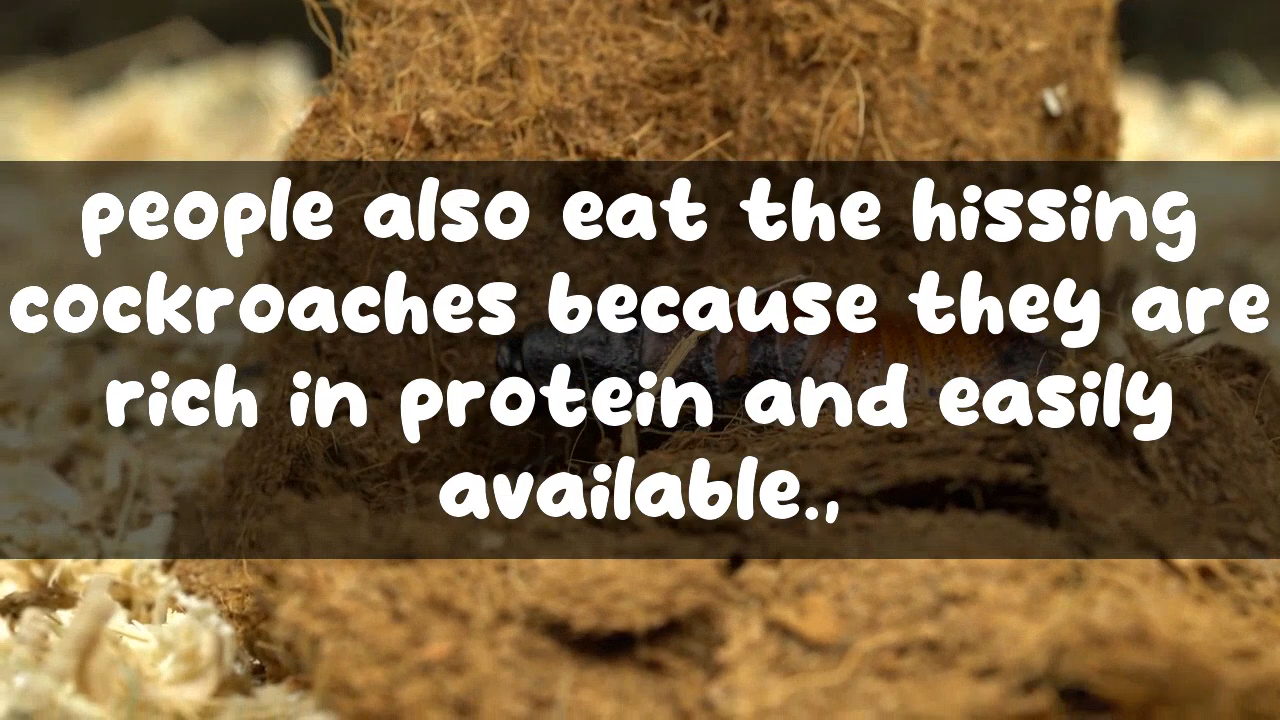 people also eat the hissing
cockroaches because they are
rich in protein and easily
available.,